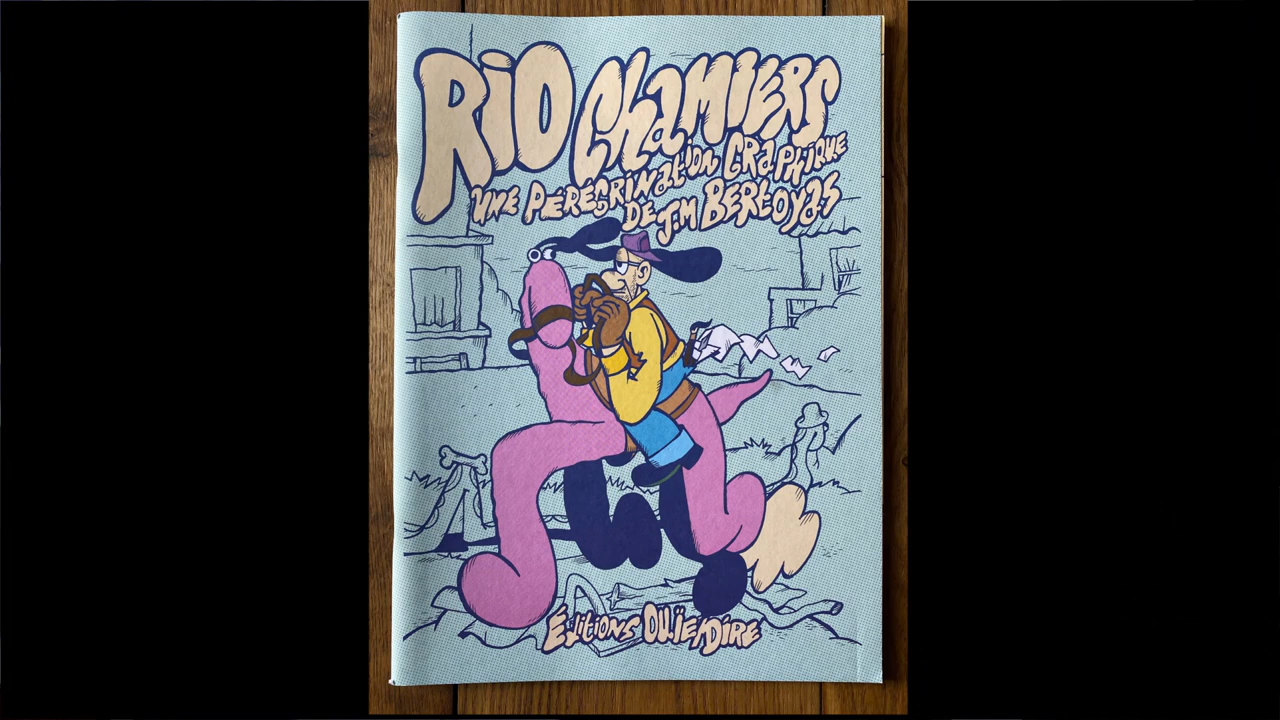 RIO ChaMIERS
UNE PÉRÉGRINatION GRaPHIQUE
DE J.M BERtOYaS
ÉditIONS OUÏE/DIRE